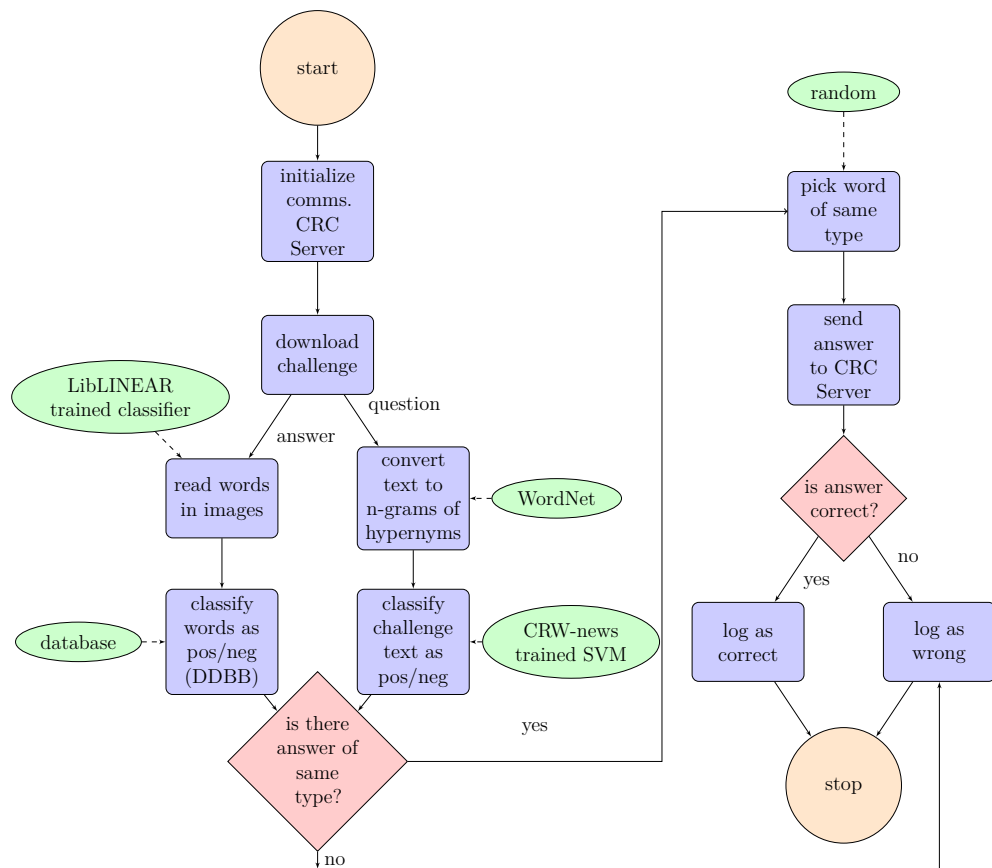 start
initialize
comms.
CRC
Server
download
challenge
LibLINEAR
trained classifier
answer
question
read words
in images
convert
text to
n-grams of
hypernyms
WordNet
database
classify
words as
pos/neg
(DDBB)
classify
challenge
text as
pos/neg
CRW-news
trained SVM
is there
answer of
same
type?
yes
no
random
pick word
of same
type
send
answer
to CRC
Server
is answer
correct?
yes
no
log as
correct
log as
wrong
stop